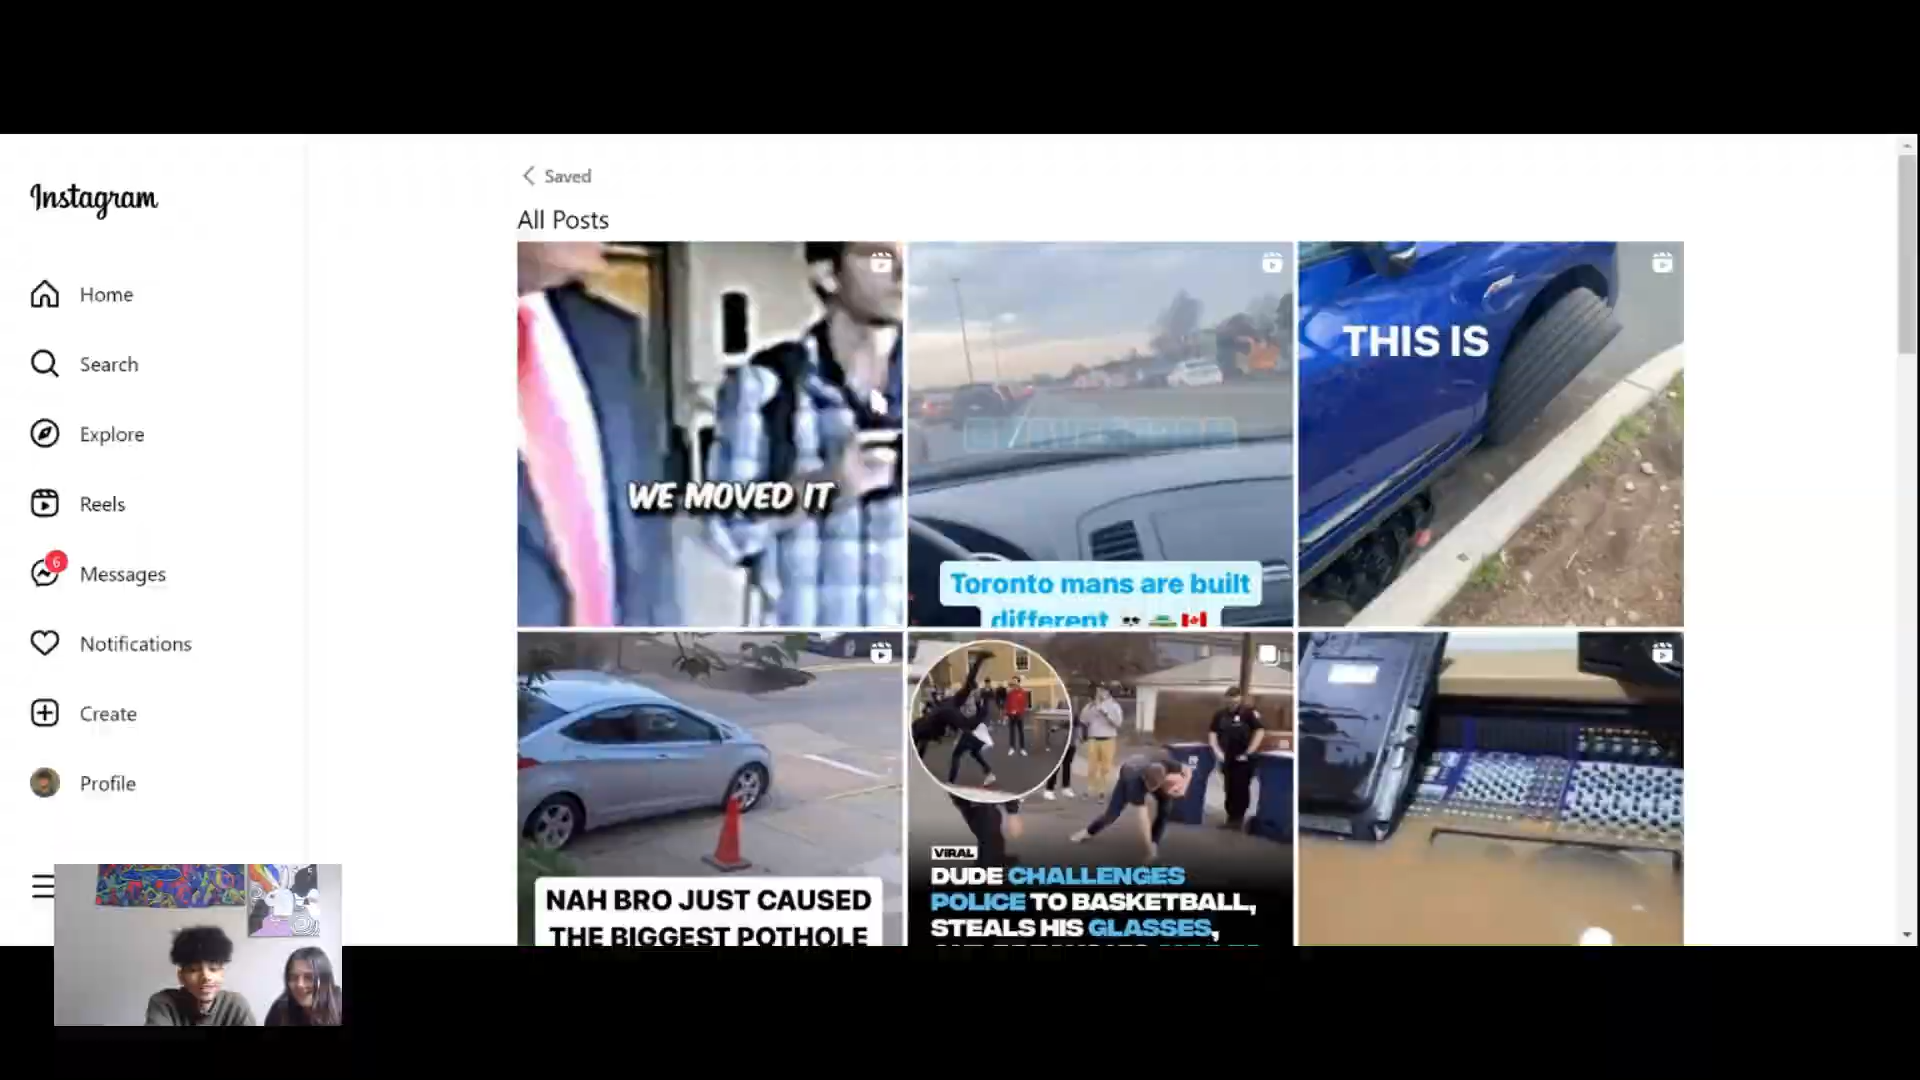 Instagram
Home
Search
Explore
Reels
6
Messages
Notifications
Create
Profile
Saved
All Posts
WE MOVED IT
Toronto mans are built
different
THIS IS
NAH BRO JUST CAUSED
THE BIGGEST POTHOLE
VIRAL
DUDE CHALLENGES
POLICE TO BASKETBALL,
STEALS HIS GLASSES,